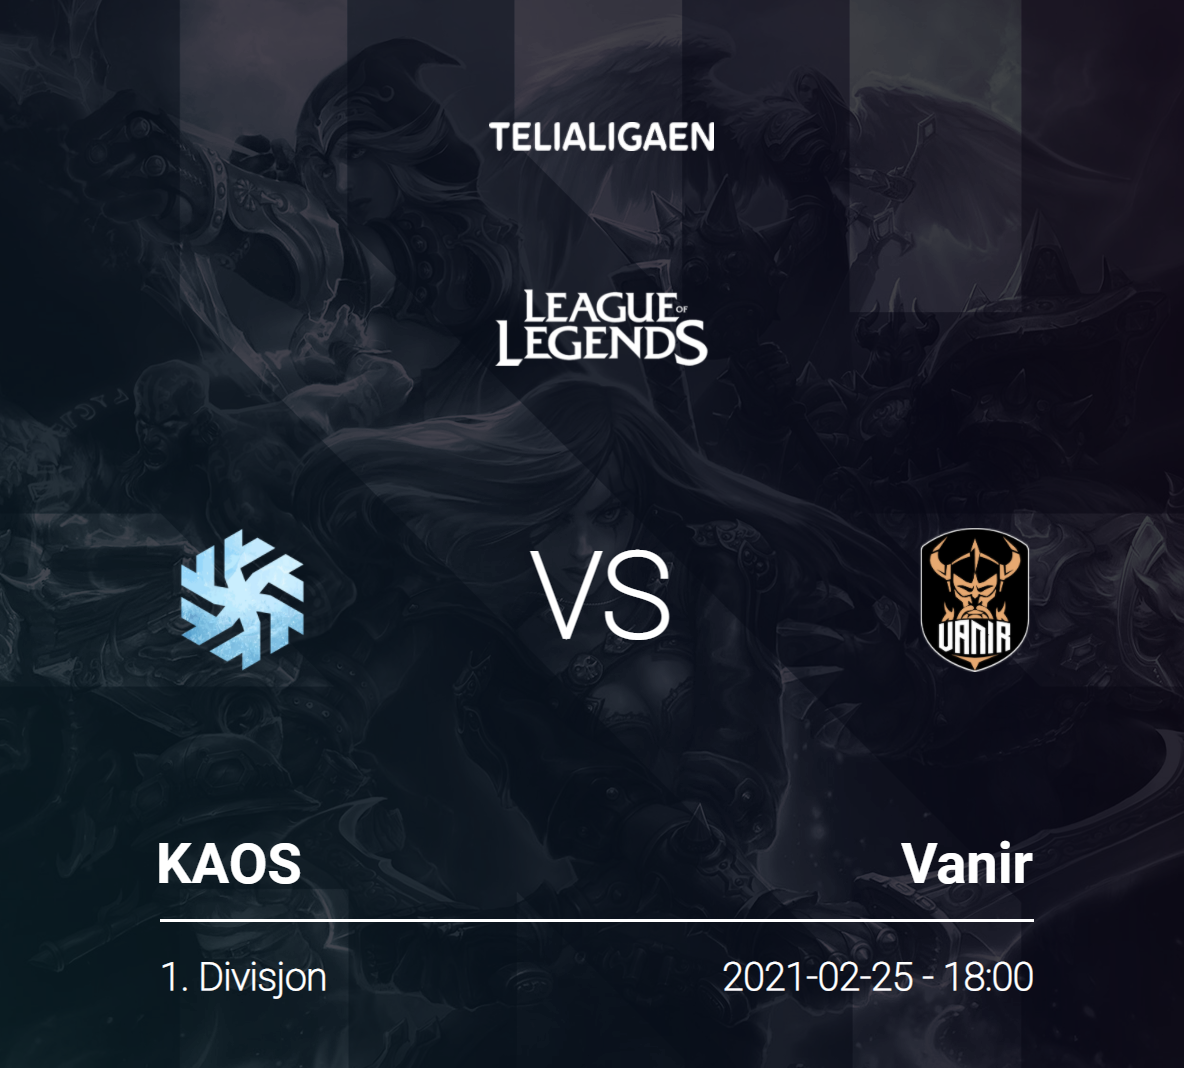 TELIALIGAEN
LEAGUE OF
LEGENDS
VS
VANIR
KAOS
Vanir
1. Divisjon
2021-02-25 - 18:00